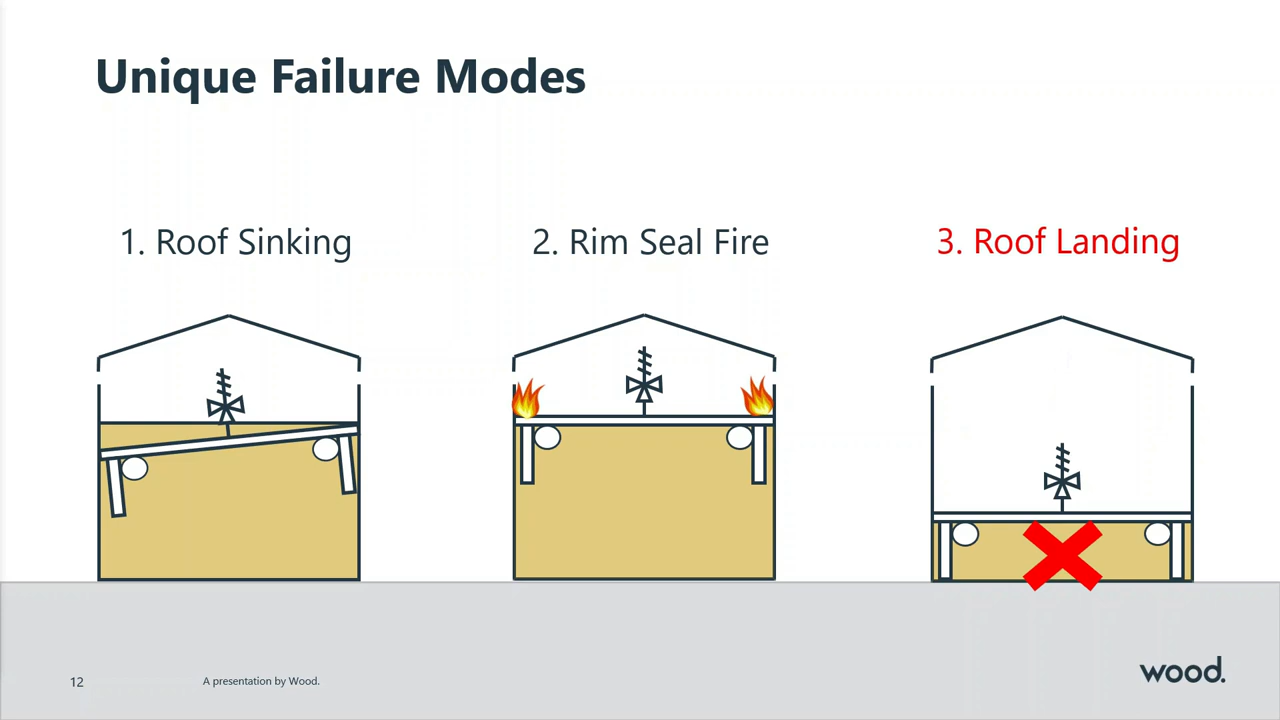 Unique Failure Modes
1. Roof Sinking
2. Rim Seal Fire
3. Roof Landing
12
A presentation by Wood.
wood.